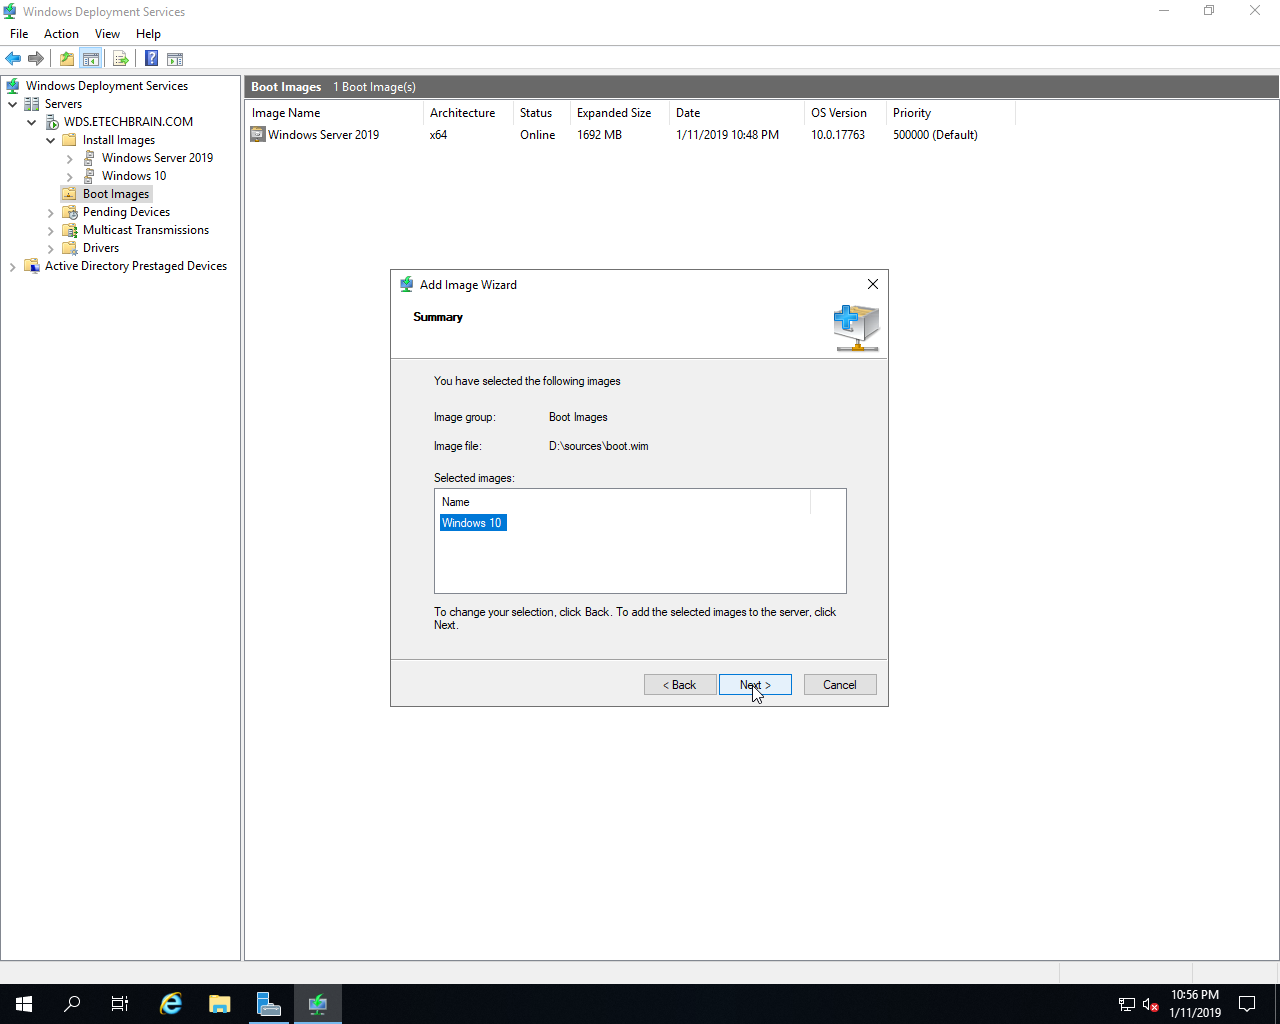 Windows Deployment Services
File Action View Help
Windows Deployment Services
Servers
WDS.ETECHBRAIN.COM
Install Images
Windows Server 2019
Windows 10
Boot Images
Pending Devices
Multicast Transmissions
Drivers
Active Directory Prestaged Devices
Boot Images 1 Boot Image(s)
Image Name Architecture Status Expanded Size Date OS Version Priority
Windows Server 2019 x64 Online 1692 MB 1/11/2019 10:48 PM 10.0.17763 500000 (Default)
Add Image Wizard
Summary
You have selected the following images
Image group: Boot Images
Image file: D:\sources\boot.wim
Selected images:
Name
Windows 10
To change your selection, click Back. To add the selected images to the server, click
Next.
< Back Next > Cancel
10:56 PM
1/11/2019